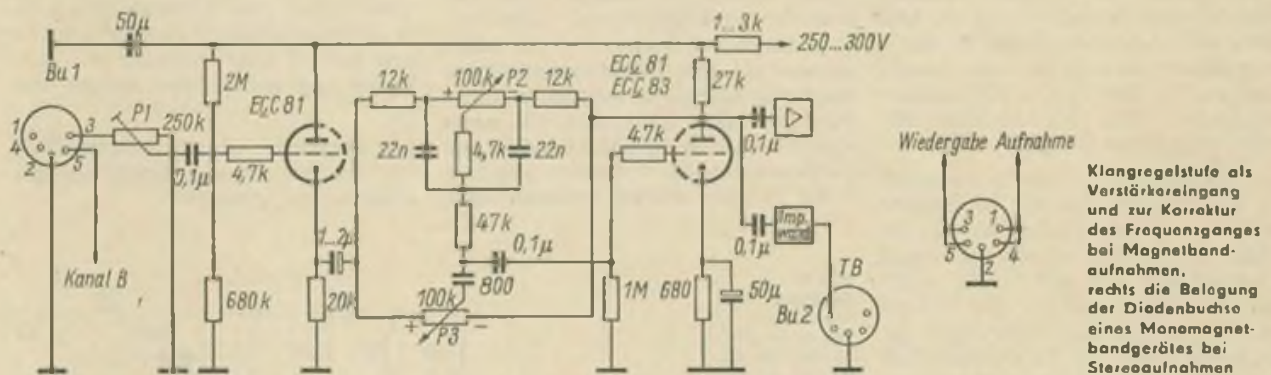 50µ
Bu 1
1
4
2
3
5
P1
250k
0,1µ
Kanal B
2M
4,7k
680k
ECC 81
1...2µ
20k
12k
22n
+ 100k P2 -
4,7k
22n
12k
47k
0,1µ
800
100k
+ P3 -
1...3k
250...300V
ECC 81
ECC 83
27k
4.7k
1M
680
50µ
0,1µ
0,1µ
Imp.
TB
Bu 2
Wiedergabe Aufnahme
3
1
5
4
2
Klangregelstufe als
Verstärkereingang
und zur Korrektur
des Frequenzganges
bei Magnetband-
aufnahmen,
rechts die Belegung
der Diodenbuchse
eines Monomagnet-
bandgerätes bei
Stereoaufnahmen